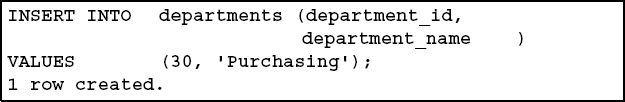 INSERT INTO departments (department_id,
department_name )
VALUES (30, 'Purchasing');
1 row created.